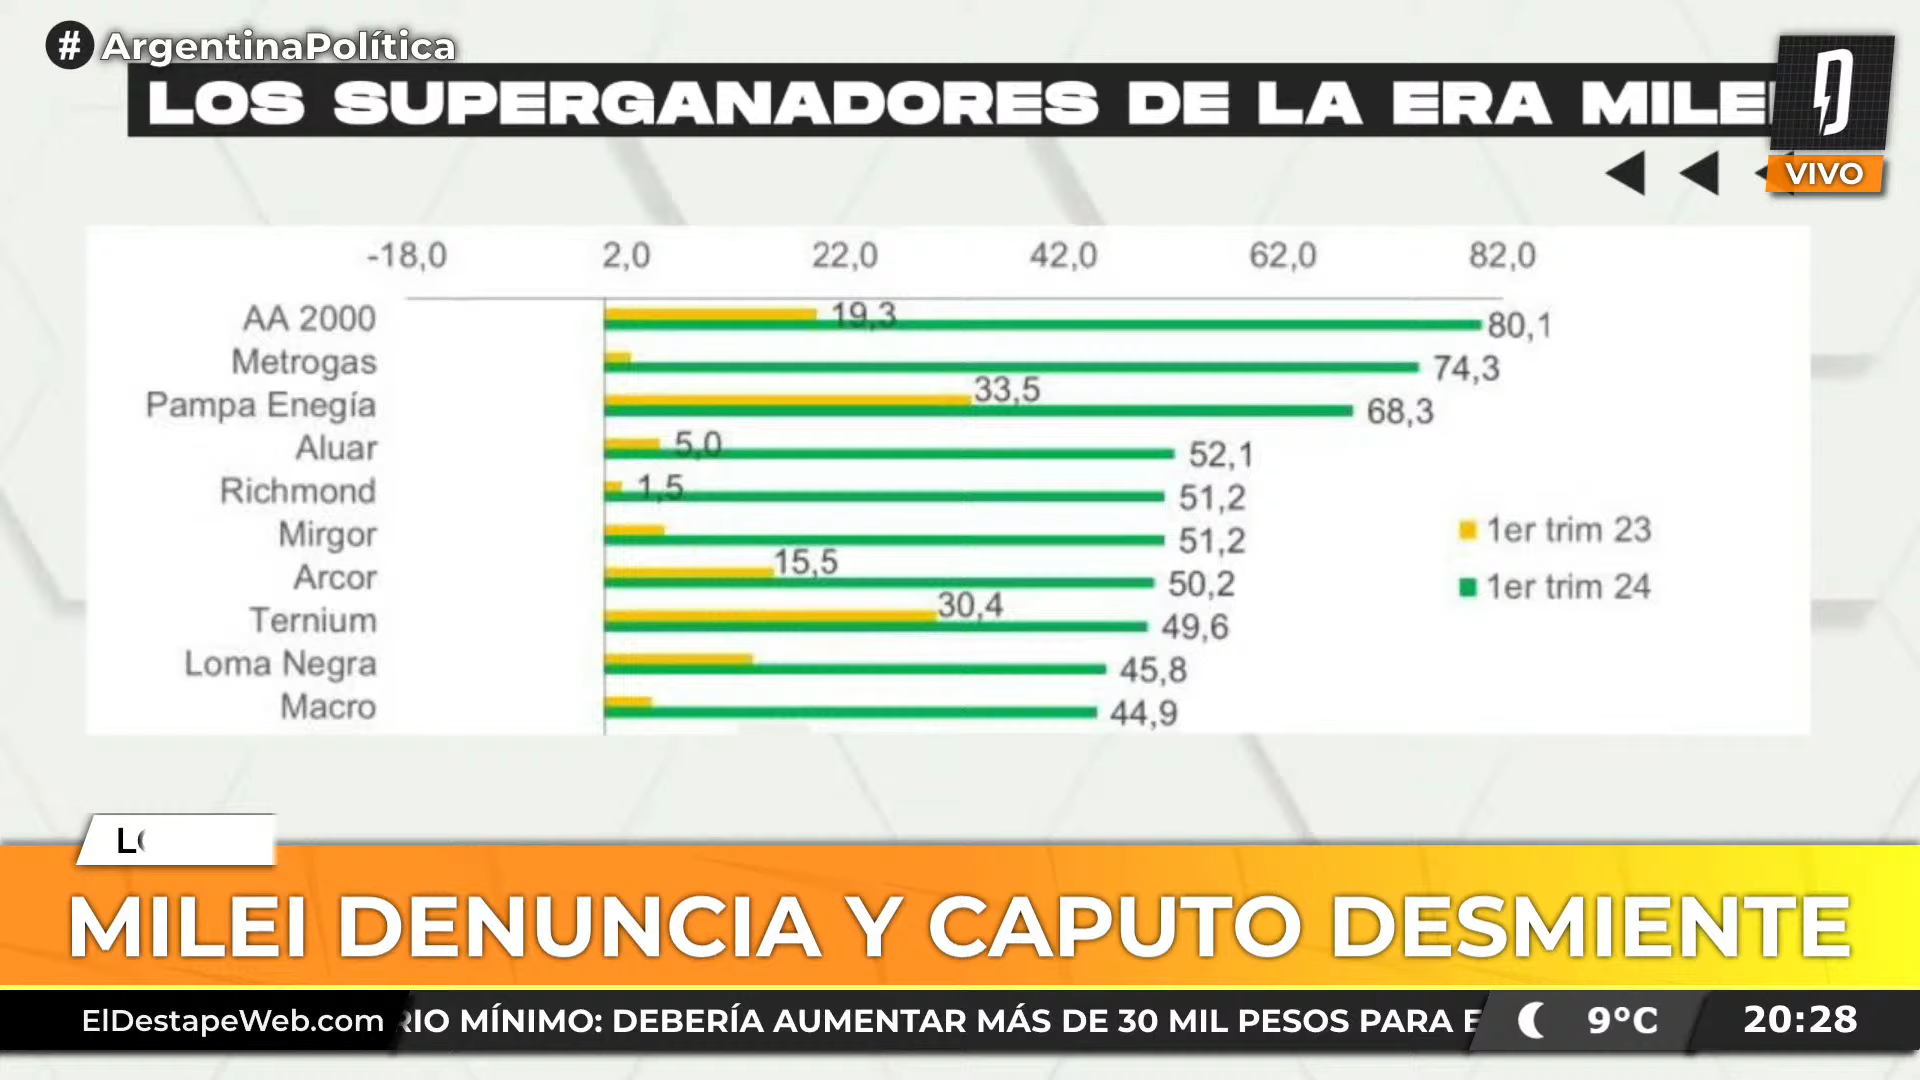 # ArgentinaPolítica
LOS SUPERGANADORES DE LA ERA MILEI
VIVO
-18,0 2,0 22,0 42,0 62,0 82,0
AA 2000 19,3 80,1
Metrogas 74,3
Pampa Enegía 33,5 68,3
Aluar 5,0 52,1
Richmond 1,5 51,2
Mirgor 51,2
Arcor 15,5 50,2
Ternium 30,4 49,6
Loma Negra 45,8
Macro 44,9
1er trim 23
1er trim 24
MILEI DENUNCIA Y CAPUTO DESMIENTE
ElDestapeWeb.com RIO MÍNIMO: DEBERÍA AUMENTAR MÁS DE 30 MIL PESOS PARA E 9°C 20:28